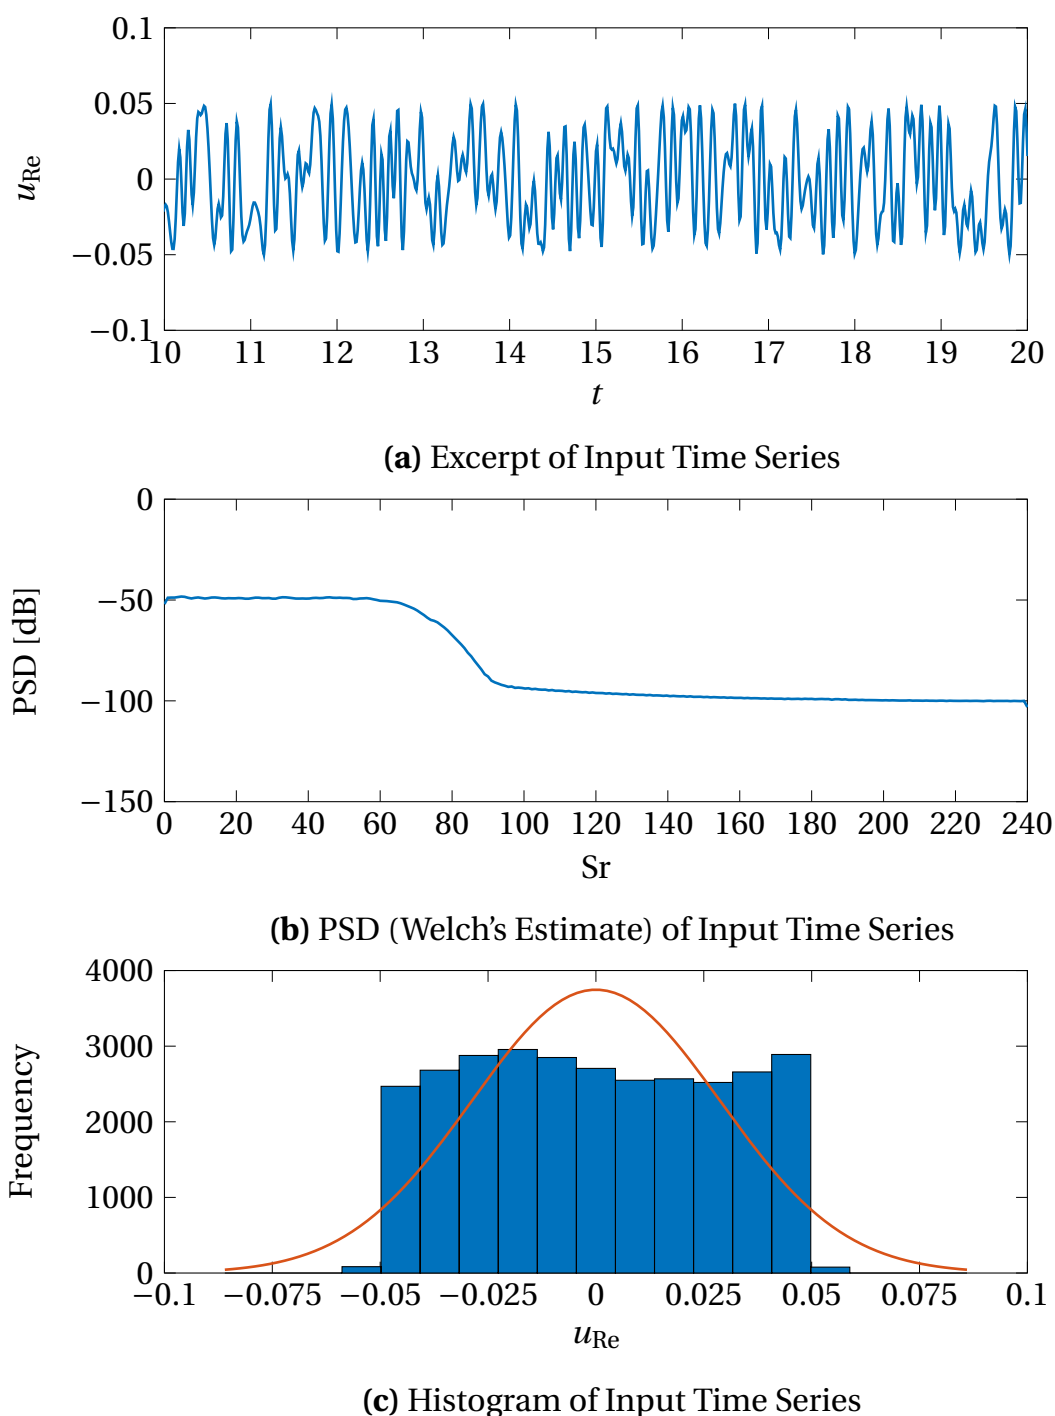 0.1
0.05
0
−0.05
−0.1
u_Re
10 11 12 13 14 15 16 17 18 19 20
t
(a) Excerpt of Input Time Series
0
−50
−100
−150
PSD [dB]
0 20 40 60 80 100 120 140 160 180 200 220 240
Sr
(b) PSD (Welch's Estimate) of Input Time Series
4000
3000
2000
1000
0
Frequency
−0.1 −0.075 −0.05 −0.025 0 0.025 0.05 0.075 0.1
u_Re
(c) Histogram of Input Time Series